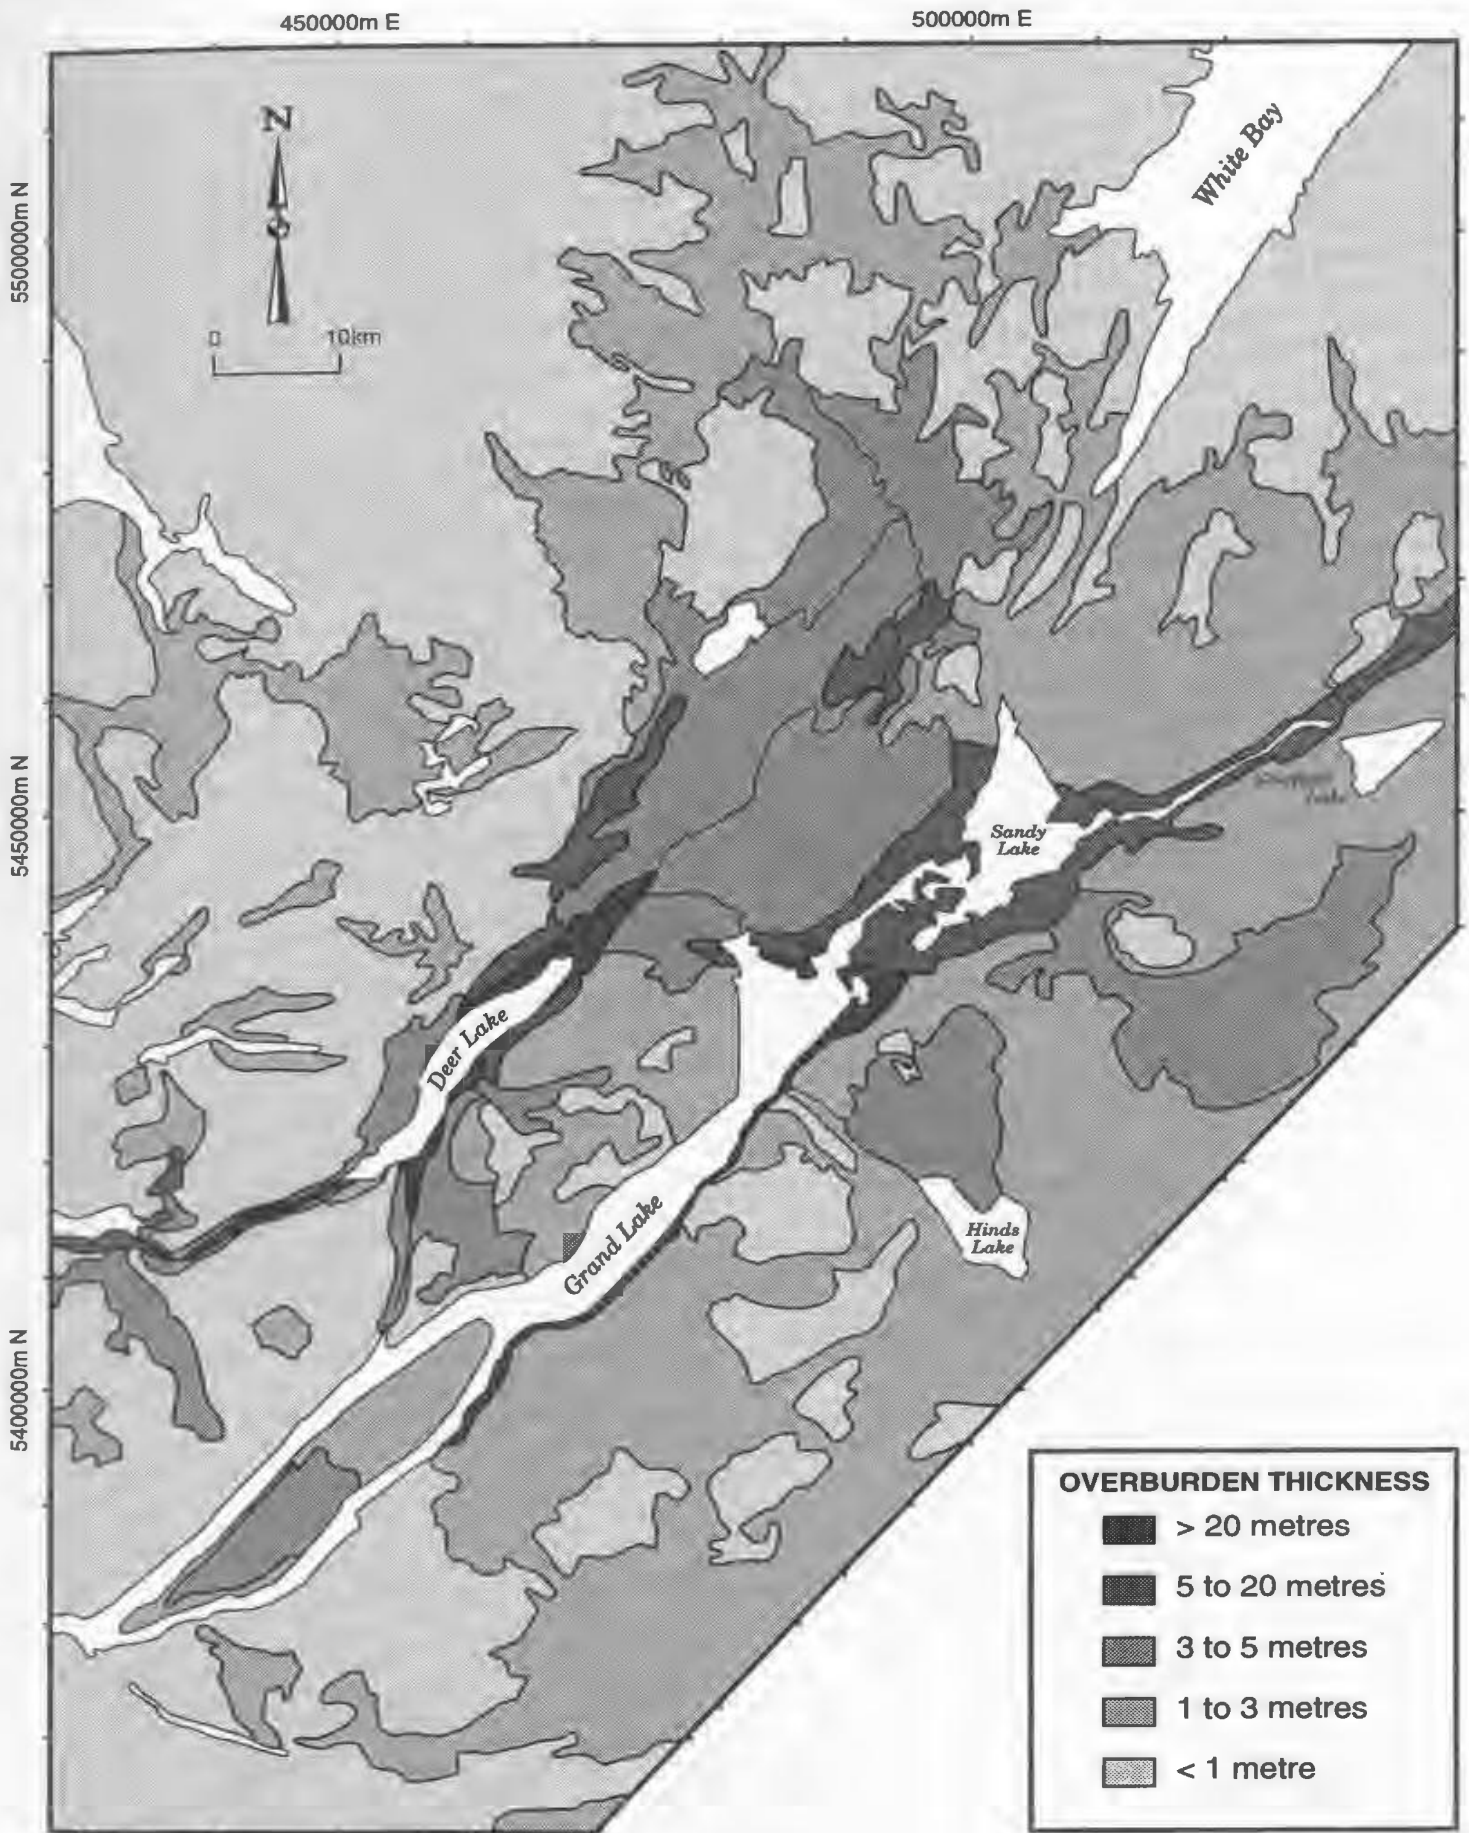 450000m E
500000m E
N
0 10km
5500000m N
5450000m N
5400000m N
White Bay
Sandy
Lake
Lake
Deer Lake
Grand Lake
Hinds
Lake
OVERBURDEN THICKNESS
> 20 metres
5 to 20 metres
3 to 5 metres
1 to 3 metres
< 1 metre